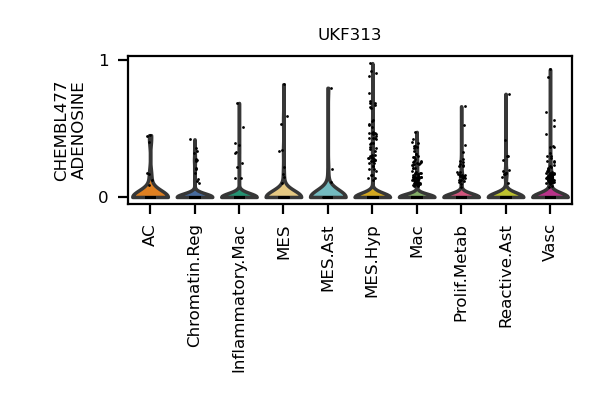 UKF313
CHEMBL477
ADENOSINE
1
0
AC
Chromatin.Reg
Inflammatory.Mac
MES
MES.Ast
MES.Hyp
Mac
Prolif.Metab
Reactive.Ast
Vasc